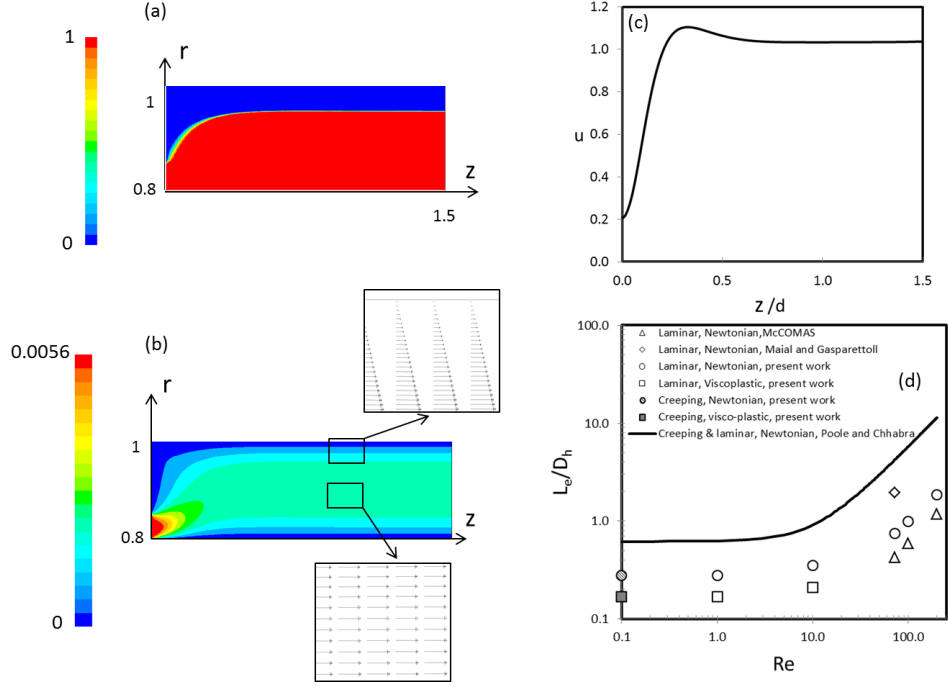 (a)
1
r
1
0.8
z
1.5
0
(b)
0.0056
r
1
0.8
z
0
(c)
1.2
1.0
0.8
u
0.6
0.4
0.2
0.0
0.0
0.5
1.0
1.5
z /d
(d)
100.0
10.0
Le/Dh
1.0
0.1
Laminar, Newtonian,McCOMAS
Laminar, Newtonian, Maial and Gasparettoll
Laminar, Newtonian, present work
Laminar, Viscoplastic, present work
Creeping, Newtonian, present work
Creeping, visco-plastic, present work
Creeping & laminar, Newtonian, Poole and Chhabra
0.1
1.0
10.0
100.0
Re